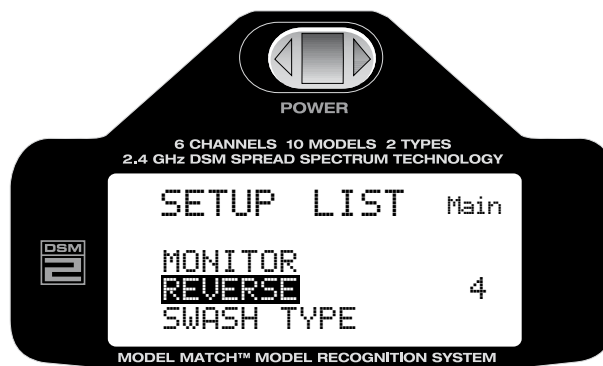 POWER
6 CHANNELS 10 MODELS 2 TYPES
2.4 GHz DSM SPREAD SPECTRUM TECHNOLOGY
SETUP LIST Main
DSM
2
MONITOR
REVERSE 4
SWASH TYPE
MODEL MATCH™ MODEL RECOGNITION SYSTEM